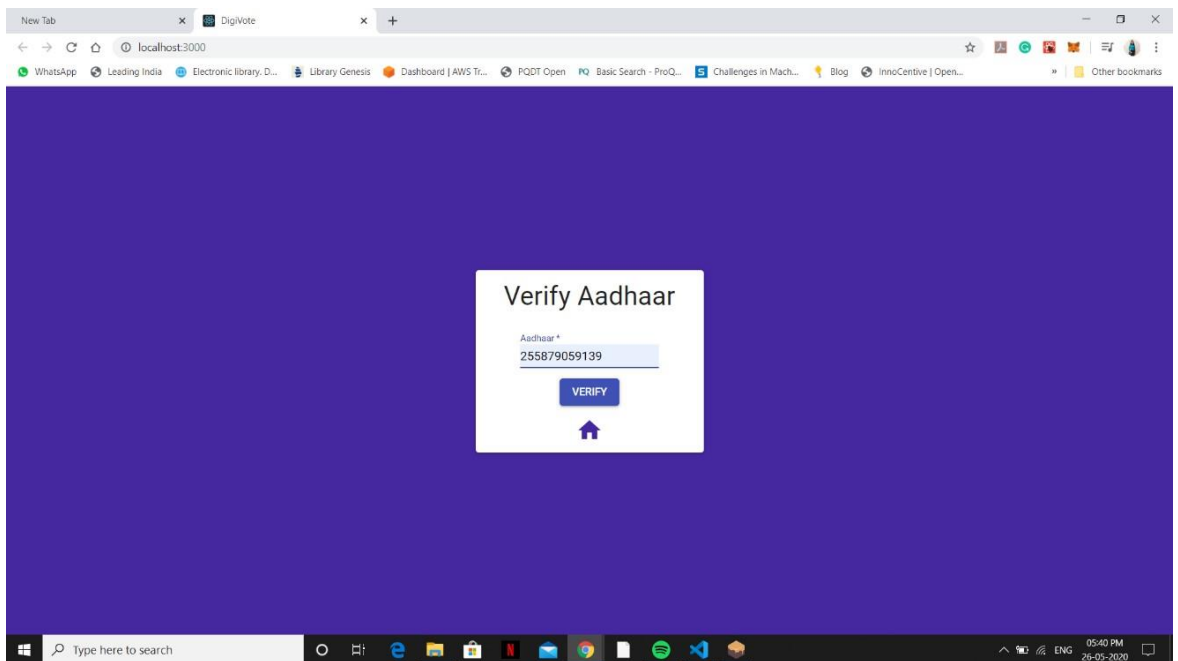 New Tab
DigiVote
localhost:3000
WhatsApp Leading India Electronic library. D... Library Genesis Dashboard | AWS Tr... PQDT Open PQ Basic Search - ProQ... S Challenges in Mach... Blog InnoCentive | Open... » Other bookmarks
Verify Aadhaar
Aadhaar *
255879059139
VERIFY
Type here to search
ENG
05:40 PM
26-05-2020